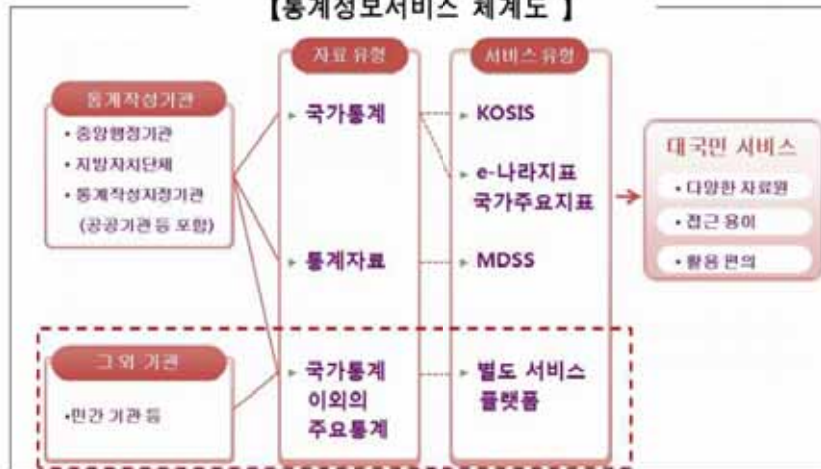 【통계정보서비스 체계도 】
자료 유형
서비스 유형
통계작성기관
• 중앙행정기관
• 지방자치단체
• 통계작성지정기관
(공공기관 등 포함)
그 외 기관
•민간 기관 등
국가통계
통계자료
국가통계
이외의
주요통계
KOSIS
e-나라지표
국가주요지표
MDSS
별도 서비스
플랫폼
대국민 서비스
• 다양한 자료원
• 접근 용이
• 활용 편의